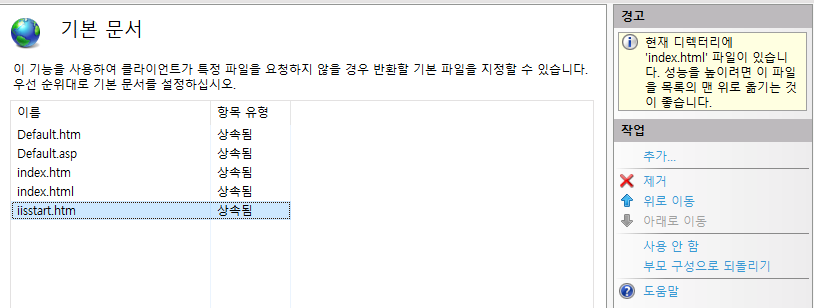 기본 문서
이 기능을 사용하여 클라이언트가 특정 파일을 요청하지 않을 경우 반환할 기본 파일을 지정할 수 있습니다.
우선 순위대로 기본 문서를 설정하십시오.
이름 항목 유형
Default.htm 상속됨
Default.asp 상속됨
index.htm 상속됨
index.html 상속됨
iisstart.htm 상속됨
경고
현재 디렉터리에
'index.html' 파일이 있습니
다. 성능을 높이려면 이 파일
을 목록의 맨 위로 옮기는 것
이 좋습니다.
작업
추가...
제거
위로 이동
아래로 이동
사용 안 함
부모 구성으로 되돌리기
도움말